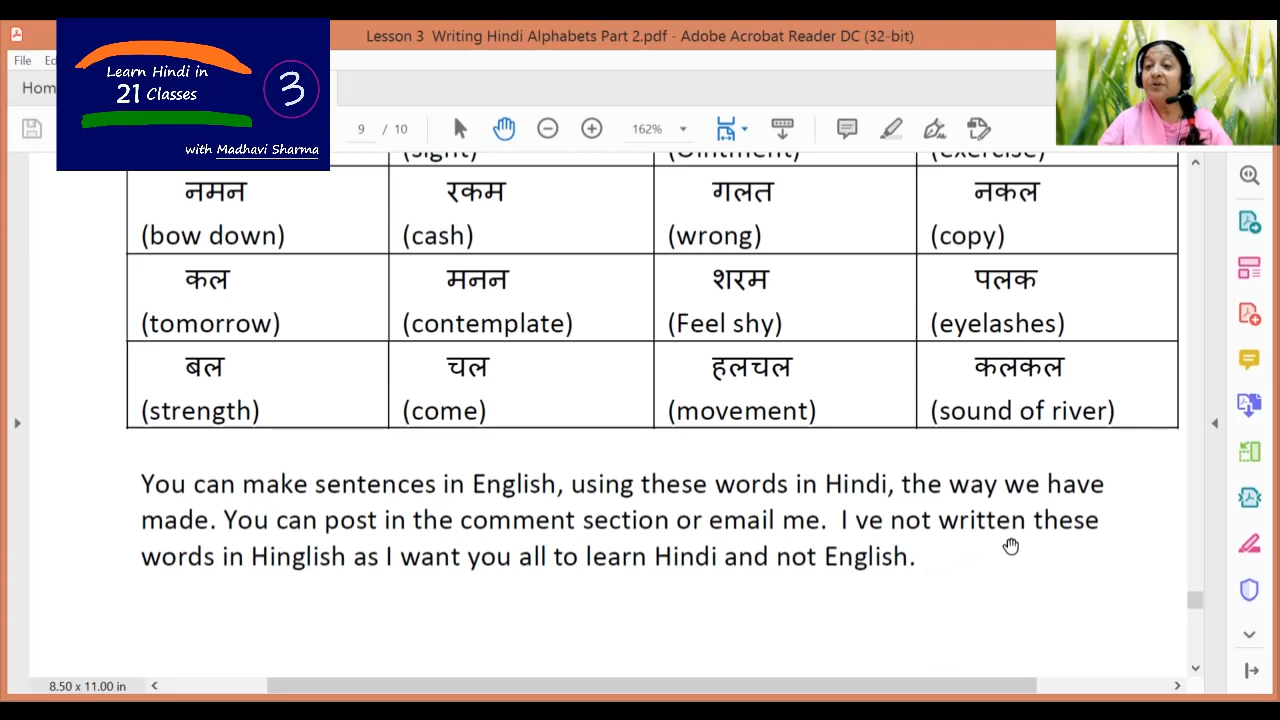 Lesson 3 Writing Hindi Alphabets Part 2.pdf - Adobe Acrobat Reader DC (32-bit)
File
Learn Hindi in
21 Classes
3
with Madhavi Sharma
9 / 10
162%
(sight) (Ointment) (exercise)
नमन रकम गलत नकल
(bow down) (cash) (wrong) (copy)
कल मनन शरम पलक
(tomorrow) (contemplate) (Feel shy) (eyelashes)
बल चल हलचल कलकल
(strength) (come) (movement) (sound of river)
You can make sentences in English, using these words in Hindi, the way we have
made. You can post in the comment section or email me. I ve not written these
words in Hinglish as I want you all to learn Hindi and not English.
8.50 x 11.00 in